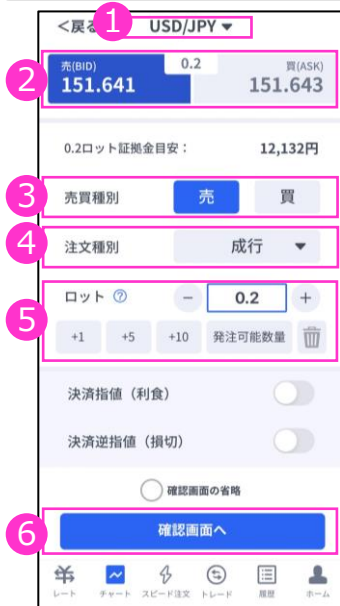 <戻る 1 USD/JPY ▼
2 売(BID) 0.2 買(ASK)
151.641 151.643
0.2ロット証拠金目安： 12,132円
3 売買種別 売 買
4 注文種別 成行 ▼
5 ロット ? − 0.2 +
+1 +5 +10 発注可能数量
決済指値（利食）
決済逆指値（損切）
確認画面の省略
6 確認画面へ
レート チャート スピード注文 トレード 履歴 ホーム